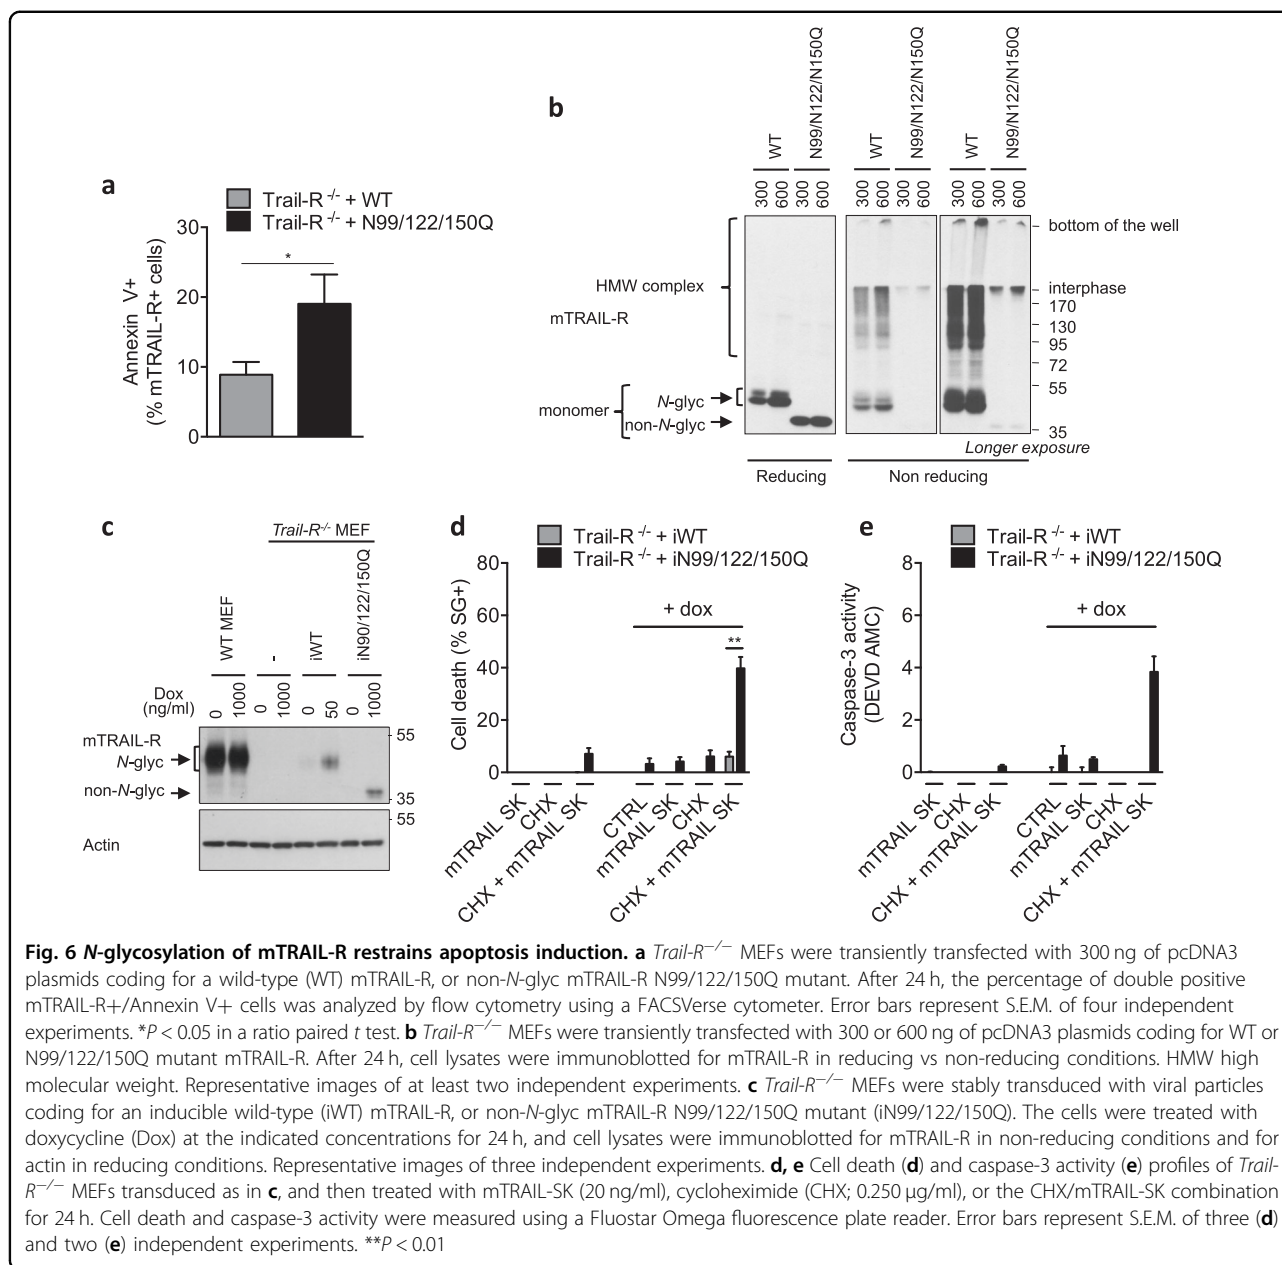 a
Trail-R -/- + WT
Trail-R -/- + N99/122/150Q
30
20
10
0
*
Annexin V+
(% mTRAIL-R+ cells)
b
WT
N99/N122/N150Q
WT
N99/N122/N150Q
WT
N99/N122/N150Q
300
600
300
600
300
600
300
600
300
600
300
600
HMW complex
mTRAIL-R
monomer
N-glyc
non-N-glyc
bottom of the well
interphase
170
130
95
72
55
35
Longer exposure
Reducing
Non reducing
c
Trail-R-/- MEF
WT MEF
-
iWT
iN90/122/150Q
Dox
(ng/ml)
0
1000
0
1000
0
50
0
1000
mTRAIL-R
N-glyc
non-N-glyc
55
35
55
Actin
d
Trail-R -/- + iWT
Trail-R -/- + iN99/122/150Q
80
60
40
20
0
Cell death (% SG+)
+ dox
**
mTRAIL SK
CHX
CHX + mTRAIL SK
CTRL
mTRAIL SK
CHX
CHX + mTRAIL SK
e
Trail-R -/- + iWT
Trail-R -/- + iN99/122/150Q
8
6
4
2
0
Caspase-3 activity
(DEVD AMC)
+ dox
mTRAIL SK
CHX
CHX + mTRAIL SK
CTRL
mTRAIL SK
CHX
CHX + mTRAIL SK
Fig. 6 N-glycosylation of mTRAIL-R restrains apoptosis induction. a Trail-R−/− MEFs were transiently transfected with 300 ng of pcDNA3
plasmids coding for a wild-type (WT) mTRAIL-R, or non-N-glyc mTRAIL-R N99/122/150Q mutant. After 24 h, the percentage of double positive
mTRAIL-R+/Annexin V+ cells was analyzed by flow cytometry using a FACSVerse cytometer. Error bars represent S.E.M. of four independent
experiments. *P < 0.05 in a ratio paired t test. b Trail-R−/− MEFs were transiently transfected with 300 or 600 ng of pcDNA3 plasmids coding for WT or
N99/122/150Q mutant mTRAIL-R. After 24 h, cell lysates were immunoblotted for mTRAIL-R in reducing vs non-reducing conditions. HMW high
molecular weight. Representative images of at least two independent experiments. c Trail-R−/− MEFs were stably transduced with viral particles
coding for an inducible wild-type (iWT) mTRAIL-R, or non-N-glyc mTRAIL-R N99/122/150Q mutant (iN99/122/150Q). The cells were treated with
doxycycline (Dox) at the indicated concentrations for 24 h, and cell lysates were immunoblotted for mTRAIL-R in non-reducing conditions and for
actin in reducing conditions. Representative images of three independent experiments. d, e Cell death (d) and caspase-3 activity (e) profiles of Trail-
R−/− MEFs transduced as in c, and then treated with mTRAIL-SK (20 ng/ml), cycloheximide (CHX; 0.250 μg/ml), or the CHX/mTRAIL-SK combination
for 24 h. Cell death and caspase-3 activity were measured using a Fluostar Omega fluorescence plate reader. Error bars represent S.E.M. of three (d)
and two (e) independent experiments. **P < 0.01